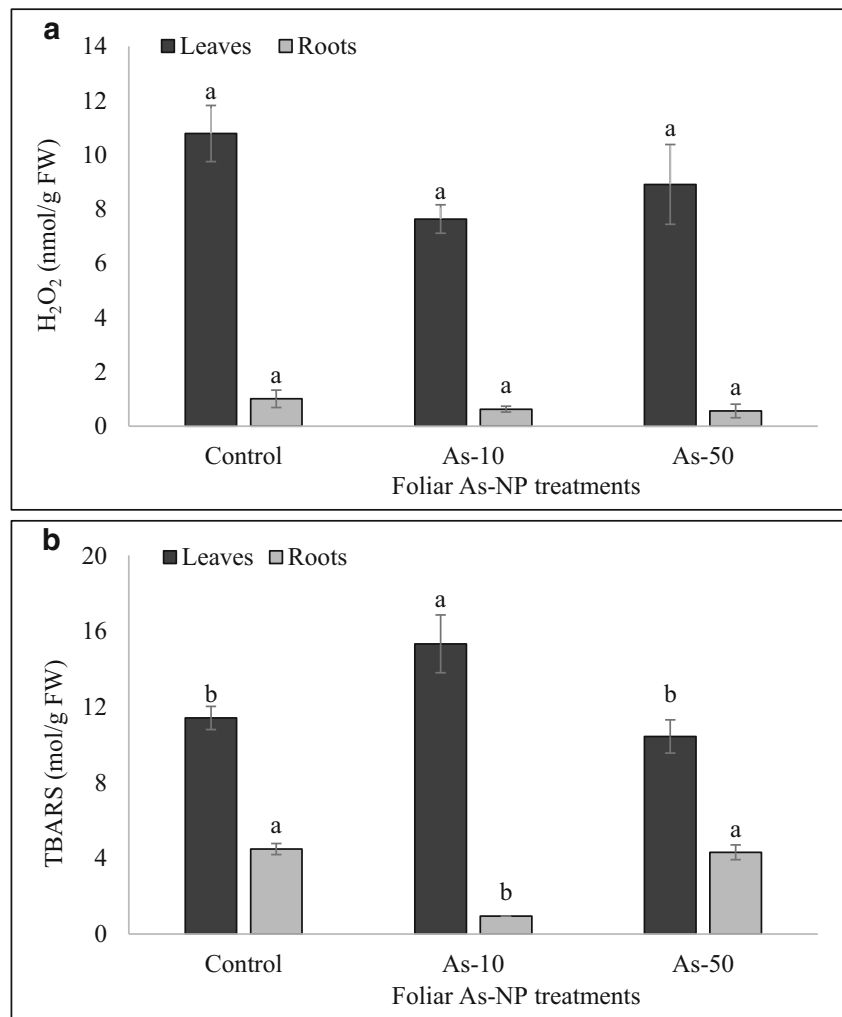 a
Leaves Roots
14
12
10
8
6
4
2
0
H₂O₂ (nmol/g FW)
a a a
a a a
Control As-10 As-50
Foliar As-NP treatments
b
Leaves Roots
20
16
12
8
4
0
TBARS (mol/g FW)
b a b
a b a
Control As-10 As-50
Foliar As-NP treatments